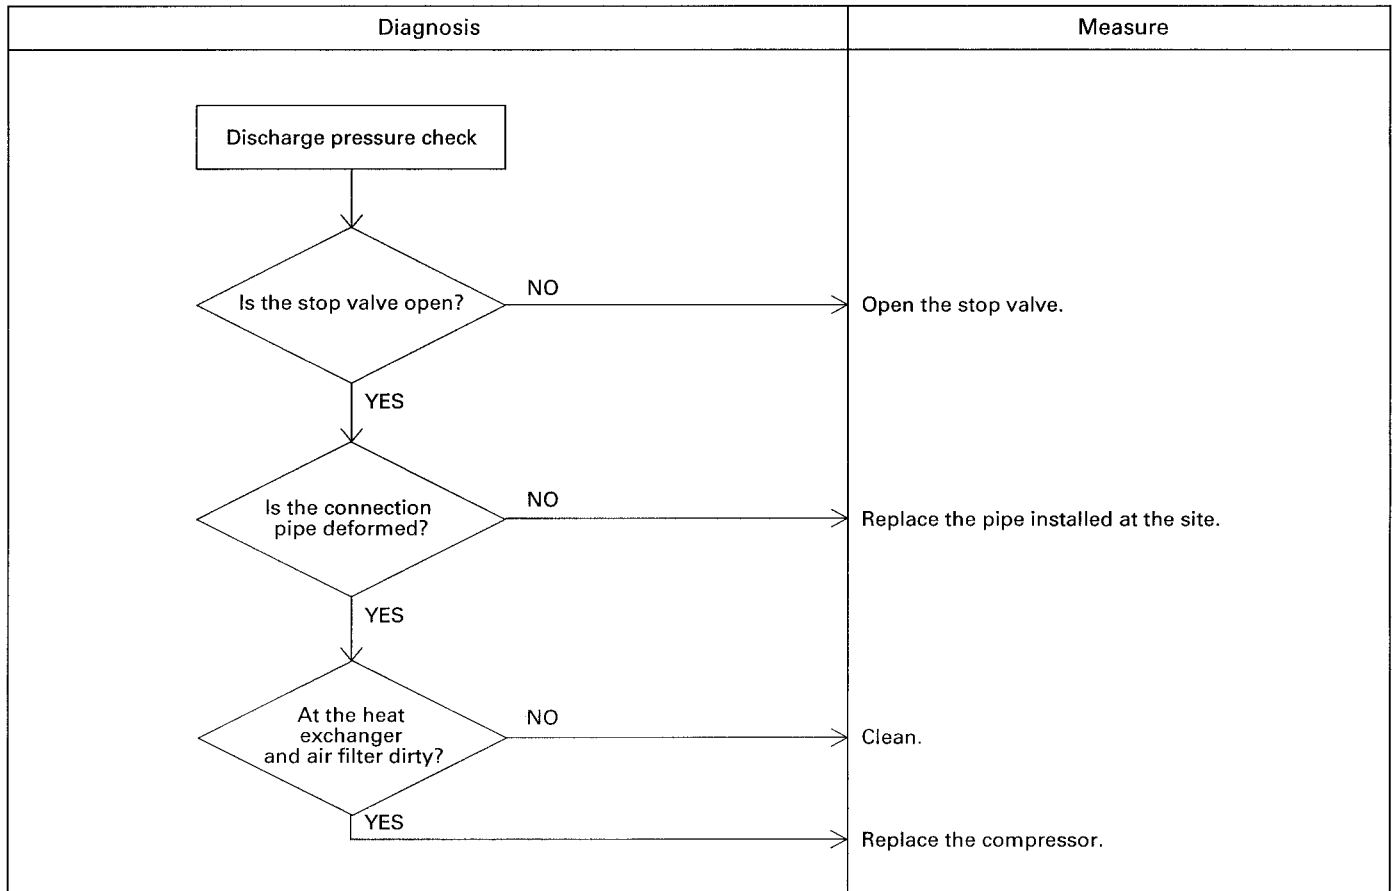 Diagnosis
Measure
Discharge pressure check
Is the stop valve open?
NO
Open the stop valve.
YES
Is the connection
pipe deformed?
NO
Replace the pipe installed at the site.
YES
At the heat
exchanger
and air filter dirty?
NO
Clean.
YES
Replace the compressor.